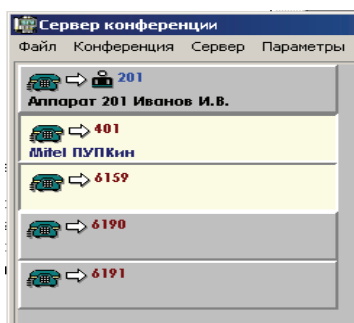 Сервер конференции
Файл Конференция Сервер Параметры
201
Аппарат 201 Иванов И.В.
401
Mitel ПУПКин
6159
6190
6191